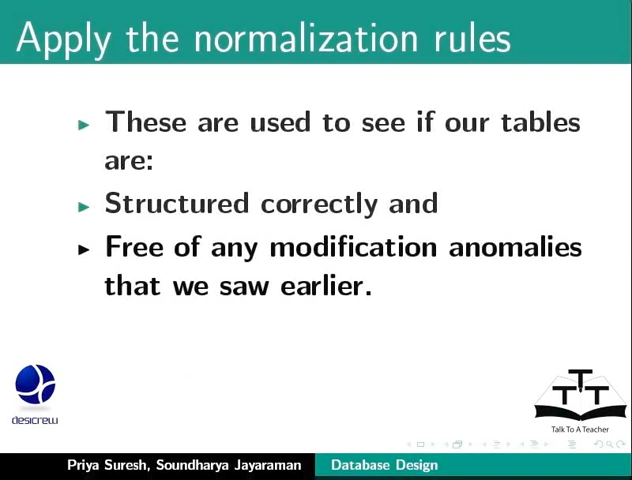 Apply the normalization rules
These are used to see if our tables
are:
Structured correctly and
Free of any modification anomalies
that we saw earlier.
desicrew
T T T
Talk To A Teacher
Priya Suresh, Soundharya Jayaraman
Database Design